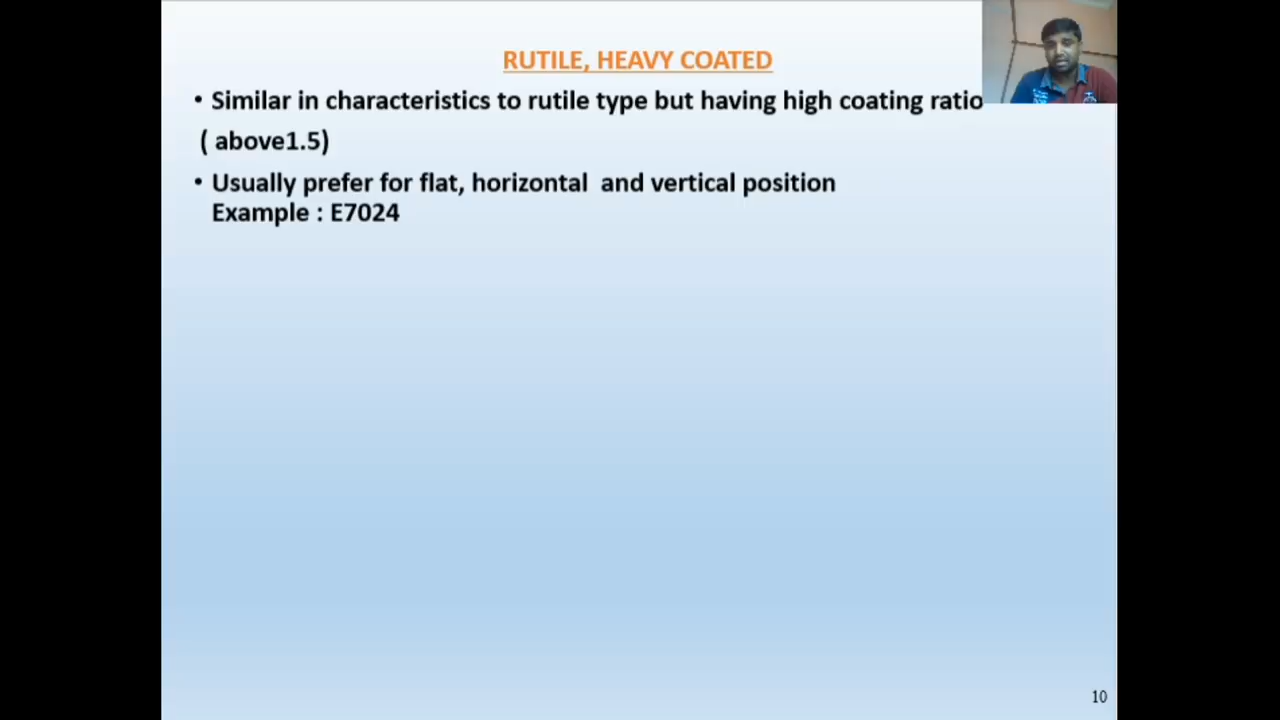 RUTILE, HEAVY COATED
• Similar in characteristics to rutile type but having high coating ratio
( above1.5)
• Usually prefer for flat, horizontal  and vertical position
Example : E7024
10